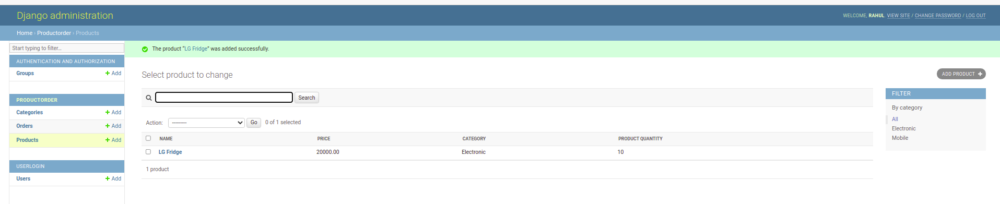 Django administration
WELCOME, RAHUL. VIEW SITE / CHANGE PASSWORD / LOG OUT
Home › Productorder › Products
Start typing to filter...
AUTHENTICATION AND AUTHORIZATION
Groups + Add
PRODUCTORDER
Categories + Add
Orders + Add
Products + Add
USERLOGIN
Users + Add
The product “LG Fridge” was added successfully.
Select product to change
ADD PRODUCT +
Search
Action: --------- Go 0 of 1 selected
NAME PRICE CATEGORY PRODUCT QUANTITY
LG Fridge 20000.00 Electronic 10
1 product
FILTER
By category
All
Electronic
Mobile